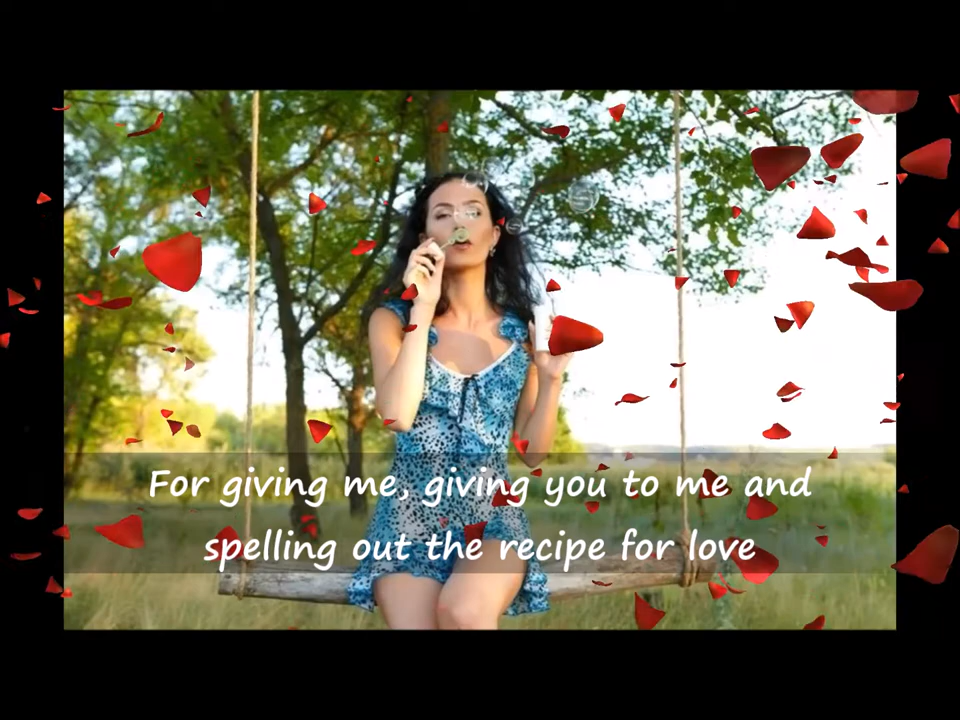 For giving me, giving you to me and
spelling out the recipe for love